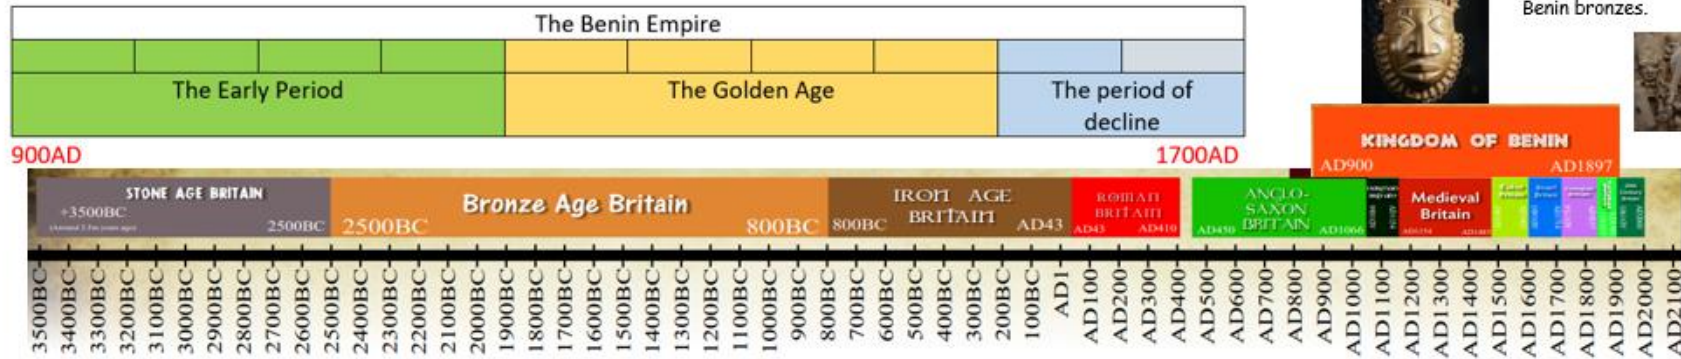 The Benin Empire
The Early Period
The Golden Age
The period of
decline
900AD
1700AD
Benin bronzes.
KINGDOM OF BENIN
AD900
AD1897
STONE AGE BRITAIN
+3500BC
2500BC
2500BC
Bronze Age Britain
800BC
800BC
IRON AGE
BRITAIN
AD43
ROMAN
BRITAIN
AD43
AD410
ANGLO-
SAXON
BRITAIN
AD450
AD1066
Medieval
Britain
3500BC
3400BC
3300BC
3200BC
3100BC
3000BC
2900BC
2800BC
2700BC
2600BC
2500BC
2400BC
2300BC
2200BC
2100BC
2000BC
1900BC
1800BC
1700BC
1600BC
1500BC
1400BC
1300BC
1200BC
1100BC
1000BC
900BC
800BC
700BC
600BC
500BC
400BC
300BC
200BC
100BC
AD1
AD100
AD200
AD300
AD400
AD500
AD600
AD700
AD800
AD900
AD1000
AD1100
AD1200
AD1300
AD1400
AD1500
AD1600
AD1700
AD1800
AD1900
AD2000
AD2100